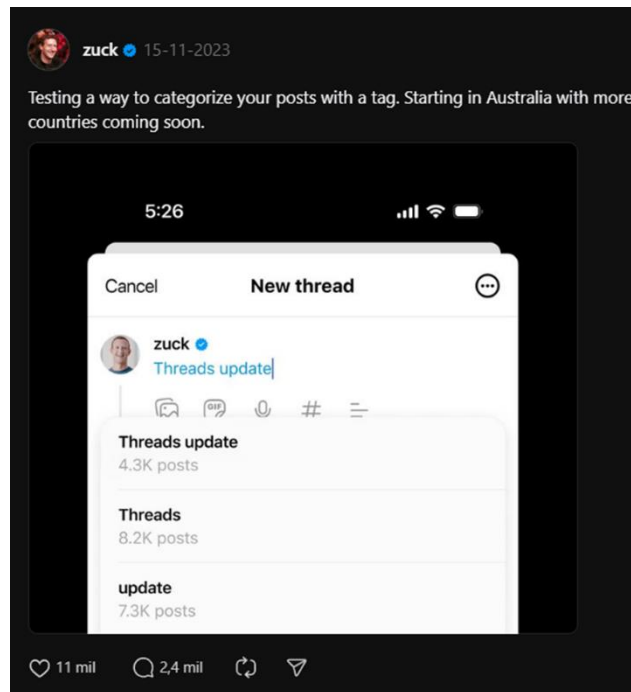 zuck 15-11-2023
Testing a way to categorize your posts with a tag. Starting in Australia with more
countries coming soon.
5:26
Cancel New thread
zuck
Threads update
GIF #
Threads update
4.3K posts
Threads
8.2K posts
update
7.3K posts
11 mil 2,4 mil